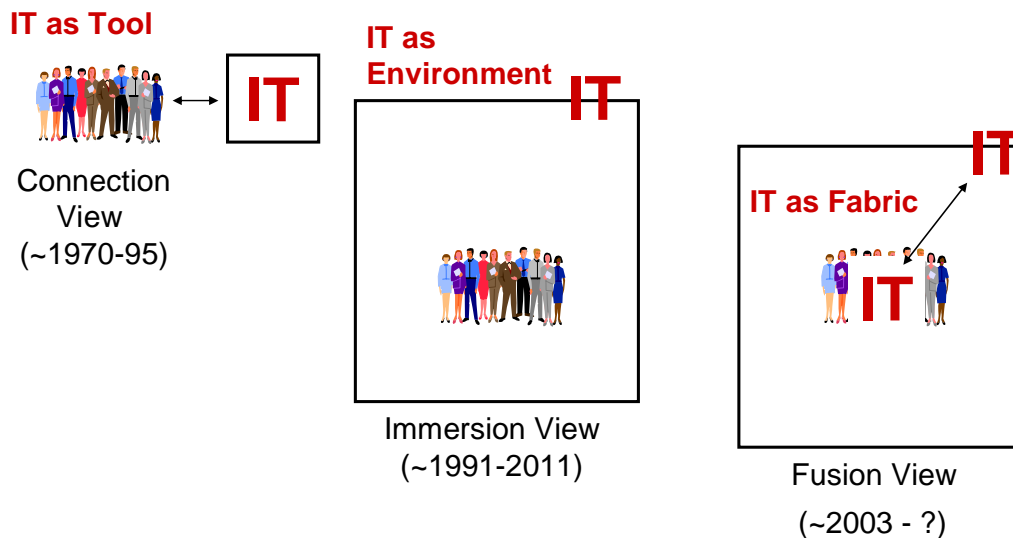 IT as Tool
IT
Connection
View
(~1970-95)
IT as
Environment
IT
Immersion View
(~1991-2011)
IT
IT as Fabric
IT
Fusion View
(~2003 - ?)